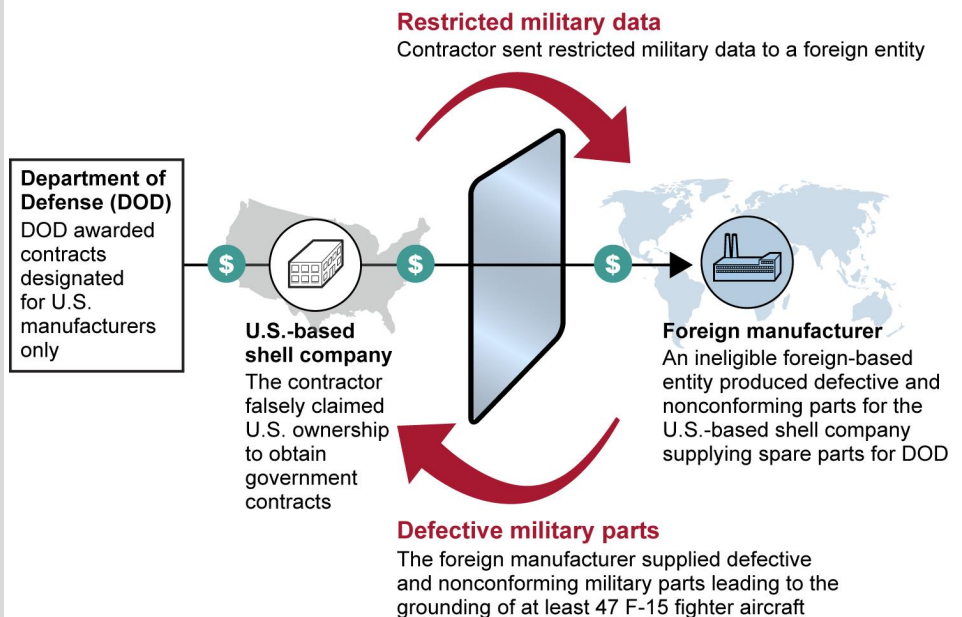 Restricted military data
Contractor sent restricted military data to a foreign entity
Department of
Defense (DOD)
DOD awarded
contracts
designated
for U.S.
manufacturers
only
$
$
$
U.S.-based
shell company
The contractor
falsely claimed
U.S. ownership
to obtain
government
contracts
Foreign manufacturer
An ineligible foreign-based
entity produced defective and
nonconforming parts for the
U.S.-based shell company
supplying spare parts for DOD
Defective military parts
The foreign manufacturer supplied defective
and nonconforming military parts leading to the
grounding of at least 47 F-15 fighter aircraft